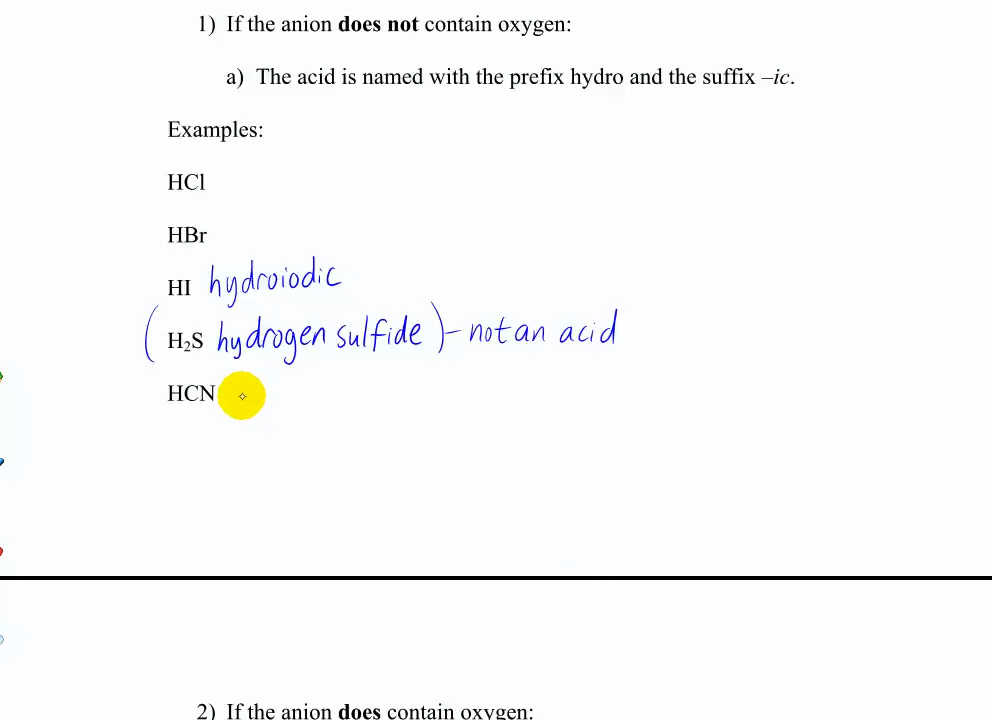 1) If the anion does not contain oxygen:
a) The acid is named with the prefix hydro and the suffix –ic.
Examples:
HCl
HBr
HI hydroiodic
(H₂S hydrogen sulfide) – not an acid
HCN
2) If the anion does contain oxygen: